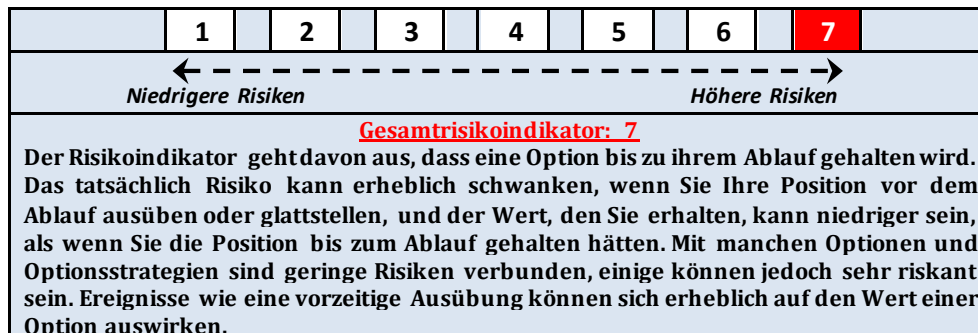 1 2 3 4 5 6 7
Niedrigere Risiken Höhere Risiken
Gesamtrisikoindikator: 7
Der Risikoindikator geht davon aus, dass eine Option bis zu ihrem Ablauf gehalten wird.
Das tatsächlich Risiko kann erheblich schwanken, wenn Sie Ihre Position vor dem
Ablauf ausüben oder glattstellen, und der Wert, den Sie erhalten, kann niedriger sein,
als wenn Sie die Position bis zum Ablauf gehalten hätten. Mit manchen Optionen und
Optionsstrategien sind geringe Risiken verbunden, einige können jedoch sehr riskant
sein. Ereignisse wie eine vorzeitige Ausübung können sich erheblich auf den Wert einer
Option auswirken.